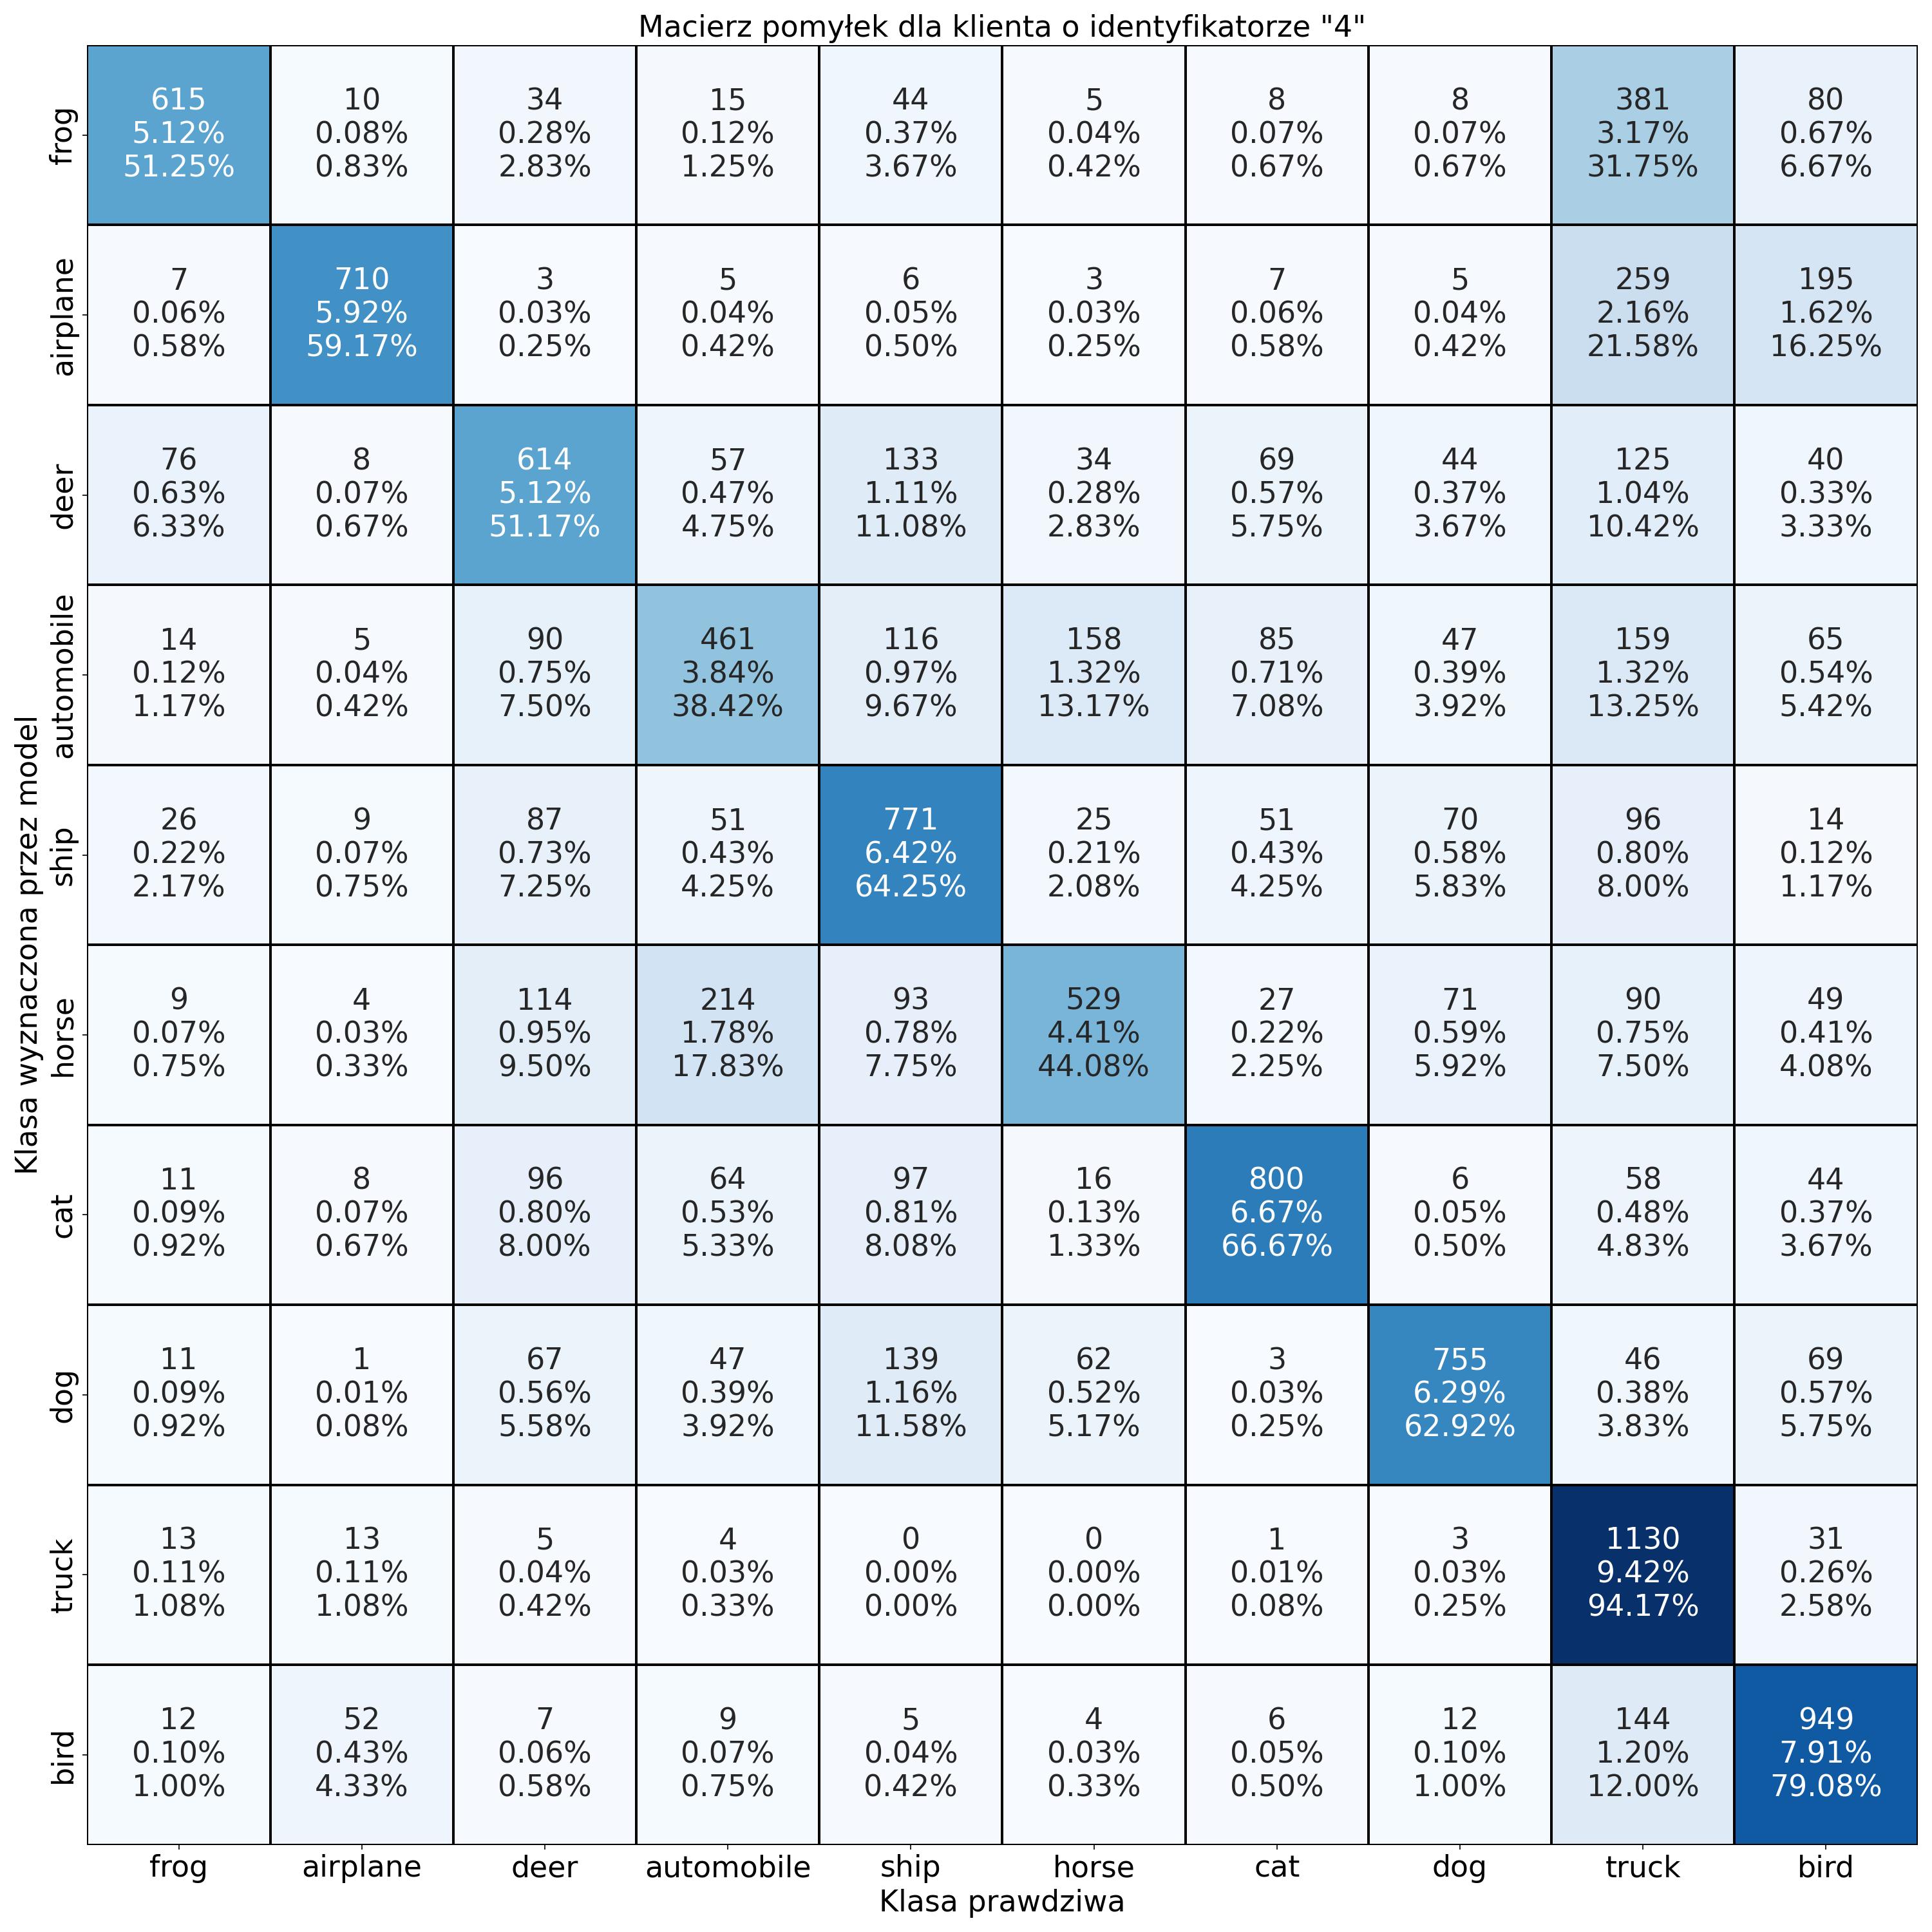 Macierz pomyłek dla klienta o identyfikatorze "4"
Klasa wyznaczona przez model
frog
615 10 34 15 44 5 8 8 381 80
5.12% 0.08% 0.28% 0.12% 0.37% 0.04% 0.07% 0.07% 3.17% 0.67%
51.25% 0.83% 2.83% 1.25% 3.67% 0.42% 0.67% 0.67% 31.75% 6.67%
airplane
7 710 3 5 6 3 7 5 259 195
0.06% 5.92% 0.03% 0.04% 0.05% 0.03% 0.06% 0.04% 2.16% 1.62%
0.58% 59.17% 0.25% 0.42% 0.50% 0.25% 0.58% 0.42% 21.58% 16.25%
deer
76 8 614 57 133 34 69 44 125 40
0.63% 0.07% 5.12% 0.47% 1.11% 0.28% 0.57% 0.37% 1.04% 0.33%
6.33% 0.67% 51.17% 4.75% 11.08% 2.83% 5.75% 3.67% 10.42% 3.33%
automobile
14 5 90 461 116 158 85 47 159 65
0.12% 0.04% 0.75% 3.84% 0.97% 1.32% 0.71% 0.39% 1.32% 0.54%
1.17% 0.42% 7.50% 38.42% 9.67% 13.17% 7.08% 3.92% 13.25% 5.42%
ship
26 9 87 51 771 25 51 70 96 14
0.22% 0.07% 0.73% 0.43% 6.42% 0.21% 0.43% 0.58% 0.80% 0.12%
2.17% 0.75% 7.25% 4.25% 64.25% 2.08% 4.25% 5.83% 8.00% 1.17%
horse
9 4 114 214 93 529 27 71 90 49
0.07% 0.03% 0.95% 1.78% 0.78% 4.41% 0.22% 0.59% 0.75% 0.41%
0.75% 0.33% 9.50% 17.83% 7.75% 44.08% 2.25% 5.92% 7.50% 4.08%
cat
11 8 96 64 97 16 800 6 58 44
0.09% 0.07% 0.80% 0.53% 0.81% 0.13% 6.67% 0.05% 0.48% 0.37%
0.92% 0.67% 8.00% 5.33% 8.08% 1.33% 66.67% 0.50% 4.83% 3.67%
dog
11 1 67 47 139 62 3 755 46 69
0.09% 0.01% 0.56% 0.39% 1.16% 0.52% 0.03% 6.29% 0.38% 0.57%
0.92% 0.08% 5.58% 3.92% 11.58% 5.17% 0.25% 62.92% 3.83% 5.75%
truck
13 13 5 4 0 0 1 3 1130 31
0.11% 0.11% 0.04% 0.03% 0.00% 0.00% 0.01% 0.03% 9.42% 0.26%
1.08% 1.08% 0.42% 0.33% 0.00% 0.00% 0.08% 0.25% 94.17% 2.58%
bird
12 52 7 9 5 4 6 12 144 949
0.10% 0.43% 0.06% 0.07% 0.04% 0.03% 0.05% 0.10% 1.20% 7.91%
1.00% 4.33% 0.58% 0.75% 0.42% 0.33% 0.50% 1.00% 12.00% 79.08%
frog airplane deer automobile ship horse cat dog truck bird
Klasa prawdziwa